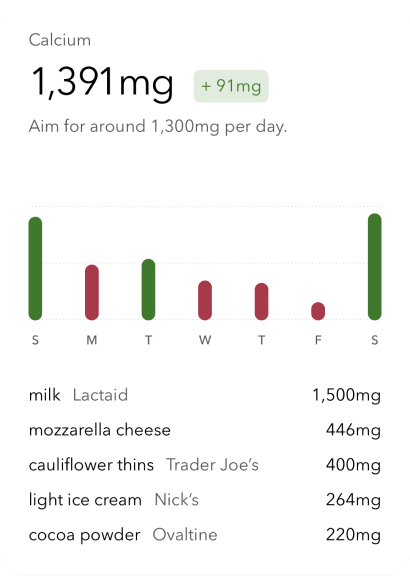 Calcium
1,391mg + 91mg
Aim for around 1,300mg per day.
S M T W T F S
milk Lactaid 1,500mg
mozzarella cheese 446mg
cauliflower thins Trader Joe's 400mg
light ice cream Nick's 264mg
cocoa powder Ovaltine 220mg